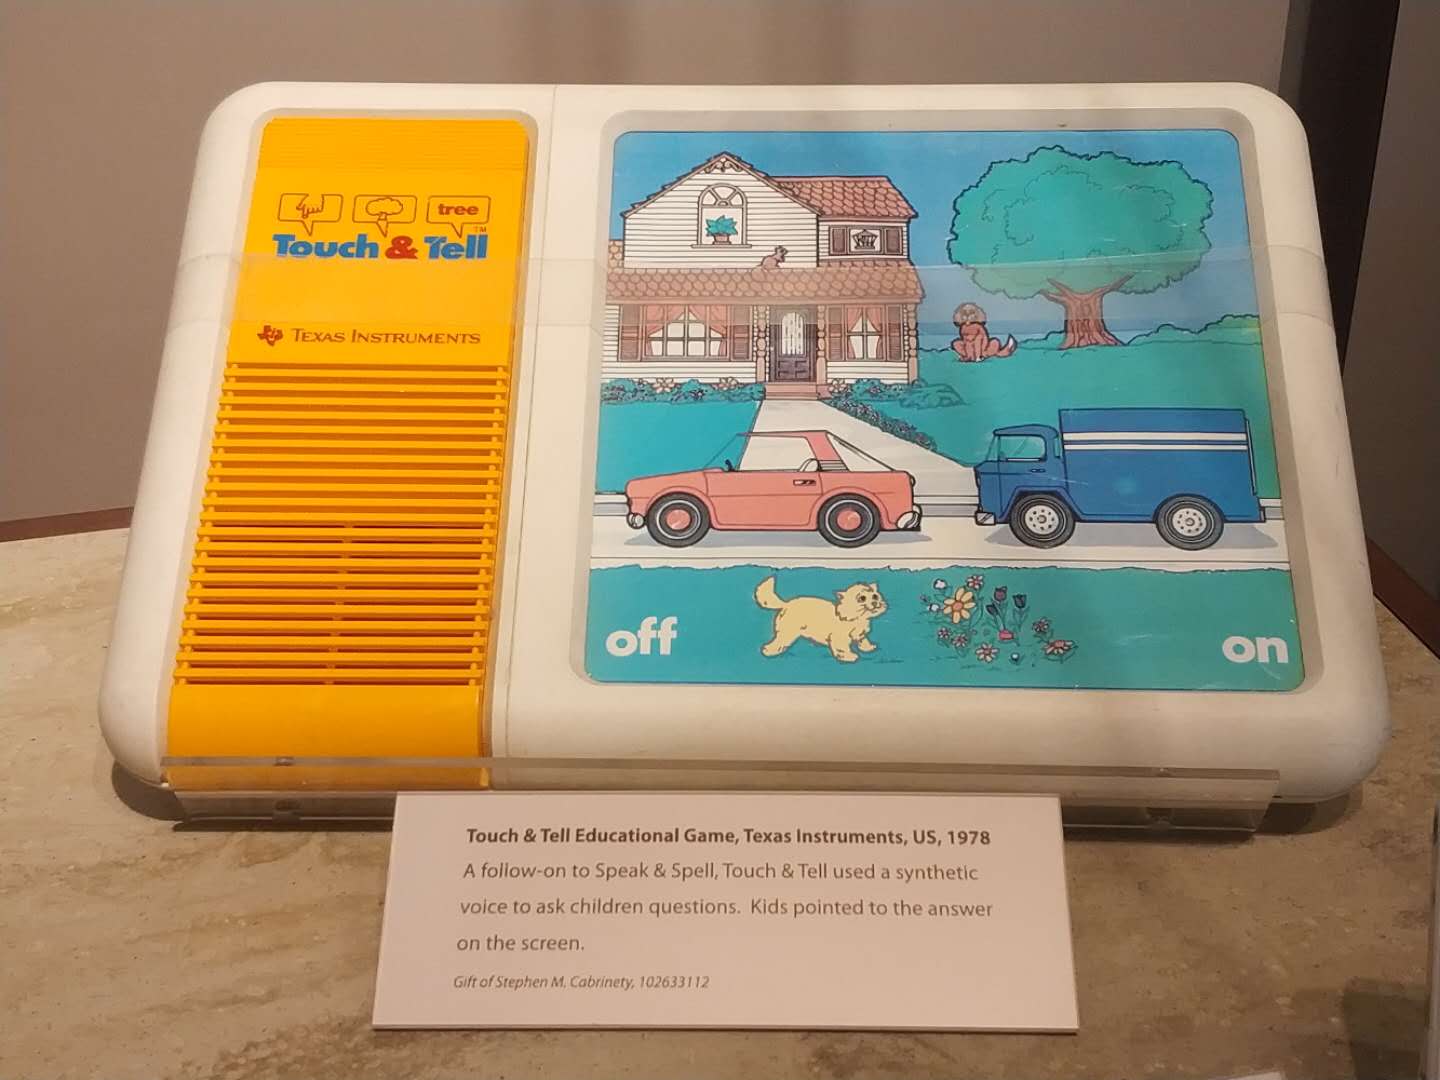 tree
Touch & Tell™
TEXAS INSTRUMENTS
off
on
Touch & Tell Educational Game, Texas Instruments, US, 1978
A follow-on to Speak & Spell, Touch & Tell used a synthetic
voice to ask children questions. Kids pointed to the answer
on the screen.
Gift of Stephen M. Cabrinety, 102633112